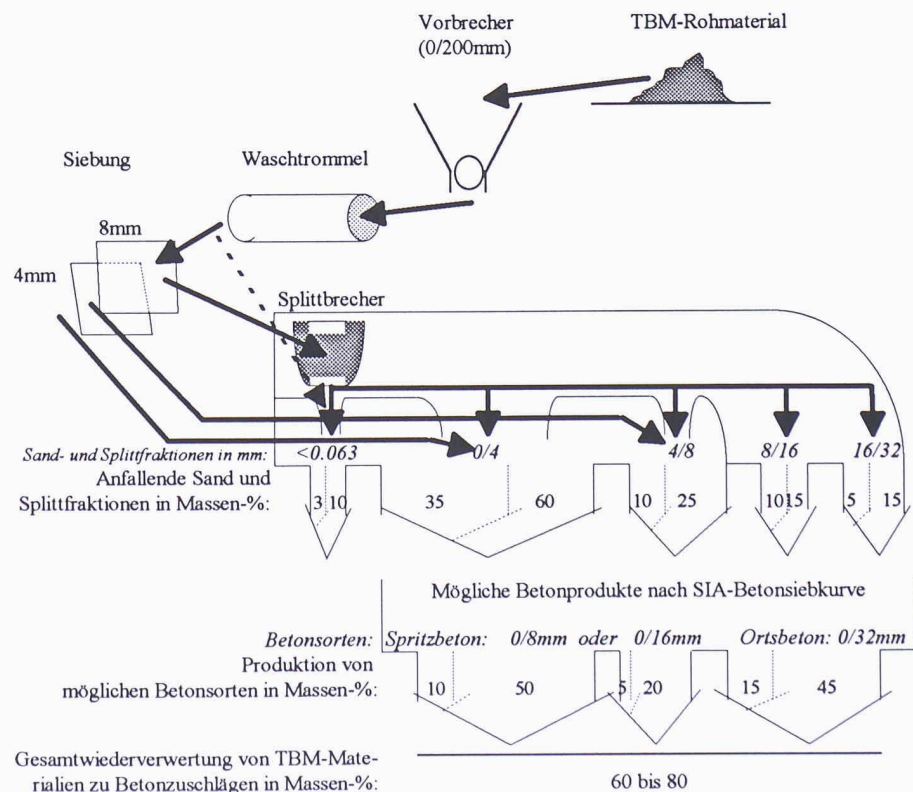 Vorbrecher
(0/200mm)
TBM-Rohmaterial
Siebung
Waschtrommel
8mm
4mm
Splittbrecher
Sand- und Splittfraktionen in mm: <0.063 0/4 4/8 8/16 16/32
Anfallende Sand und
Splittfraktionen in Massen-%: 3 10 35 60 10 25 10 15 5 15
Mögliche Betonprodukte nach SIA-Betonsiebkurve
Betonsorten: Spritzbeton: 0/8mm oder 0/16mm Ortsbeton: 0/32mm
Produktion von
möglichen Betonsorten in Massen-%: 10 50 5 20 15 45
Gesamtwiederverwertung von TBM-Mate-
rialien zu Betonzuschlägen in Massen-%: 60 bis 80